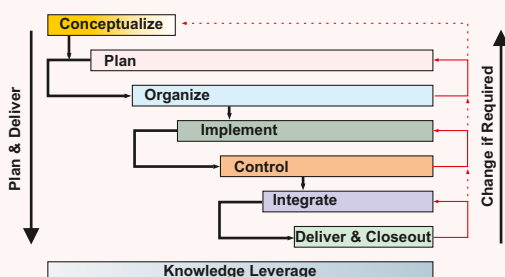 Conceptualize
Plan
Organize
Implement
Control
Integrate
Deliver & Closeout
Knowledge Leverage
Plan & Deliver
Change if Required